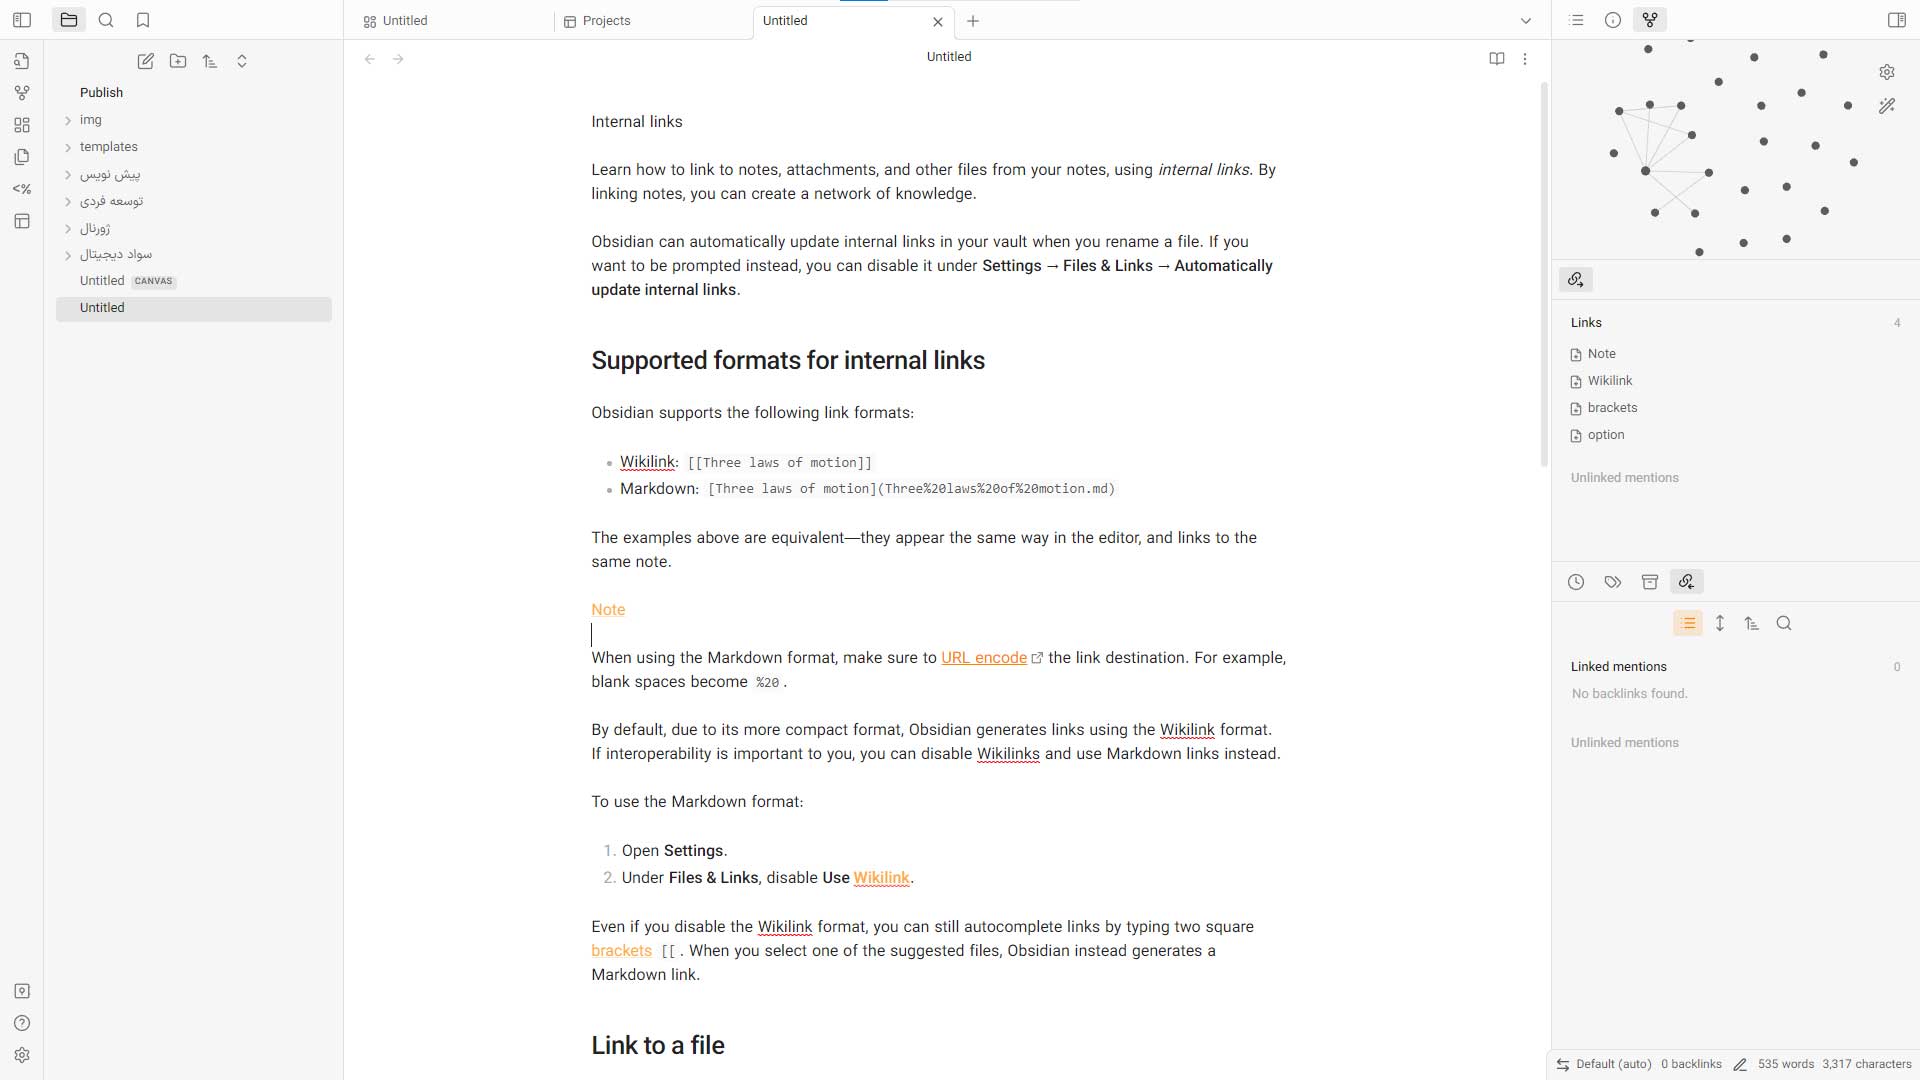 Untitled
Projects
Untitled
Untitled
Publish
img
templates
پیش نویس
توسعه فردی
ژورنال
سواد دیجیتال
Untitled CANVAS
Untitled
Internal links
Learn how to link to notes, attachments, and other files from your notes, using internal links. By
linking notes, you can create a network of knowledge.
Obsidian can automatically update internal links in your vault when you rename a file. If you
want to be prompted instead, you can disable it under Settings → Files & Links → Automatically
update internal links.
Supported formats for internal links
Obsidian supports the following link formats:
Wikilink: [[Three laws of motion]]
Markdown: [Three laws of motion](Three%20laws%20of%20motion.md)
The examples above are equivalent—they appear the same way in the editor, and links to the
same note.
Note
When using the Markdown format, make sure to URL encode the link destination. For example,
blank spaces become %20 .
By default, due to its more compact format, Obsidian generates links using the Wikilink format.
If interoperability is important to you, you can disable Wikilinks and use Markdown links instead.
To use the Markdown format:
1. Open Settings.
2. Under Files & Links, disable Use Wikilink.
Even if you disable the Wikilink format, you can still autocomplete links by typing two square
brackets [[ . When you select one of the suggested files, Obsidian instead generates a
Markdown link.
Link to a file
Links 4
Note
Wikilink
brackets
option
Unlinked mentions
Linked mentions 0
No backlinks found.
Unlinked mentions
Default (auto) 0 backlinks 535 words 3,317 characters